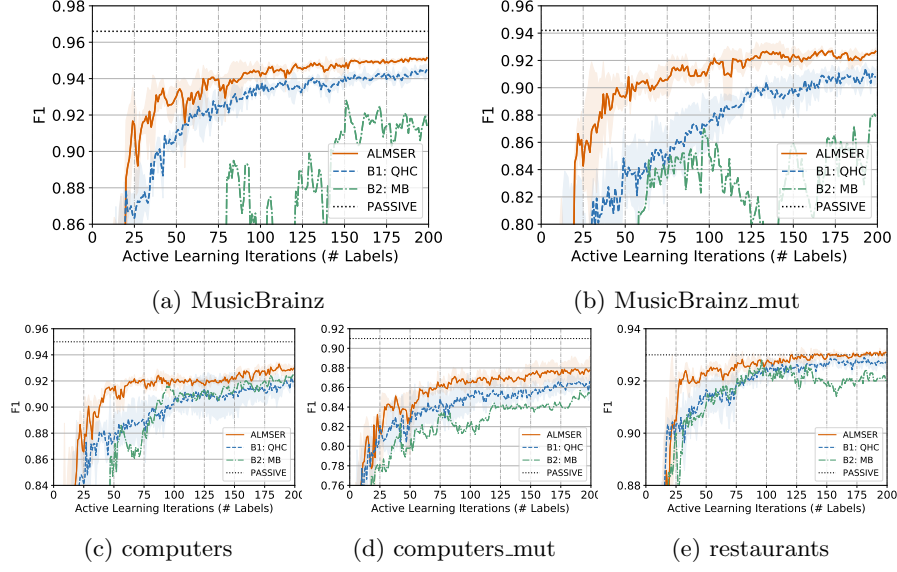 0.98
0.96
0.94
0.92
0.90
0.88
0.86
F1
0 25 50 75 100 125 150 175 200
Active Learning Iterations (# Labels)
ALMSER
B1: QHC
B2: MB
PASSIVE
(a) MusicBrainz
0.96
0.94
0.92
0.90
0.88
0.86
0.84
0.82
0.80
F1
0 25 50 75 100 125 150 175 200
Active Learning Iterations (# Labels)
ALMSER
B1: QHC
B2: MB
PASSIVE
(b) MusicBrainz_mut
0.96
0.94
0.92
0.90
0.88
0.86
0.84
F1
0 25 50 75 100 125 150 175 200
Active Learning Iterations (# Labels)
ALMSER
B1: QHC
B2: MB
PASSIVE
(c) computers
0.92
0.90
0.88
0.86
0.84
0.82
0.80
0.78
0.76
F1
0 25 50 75 100 125 150 175 200
Active Learning Iterations (# Labels)
ALMSER
B1: QHC
B2: MB
PASSIVE
(d) computers_mut
0.94
0.92
0.90
0.88
F1
0 25 50 75 100 125 150 175 200
Active Learning Iterations (# Labels)
ALMSER
B1: QHC
B2: MB
PASSIVE
(e) restaurants